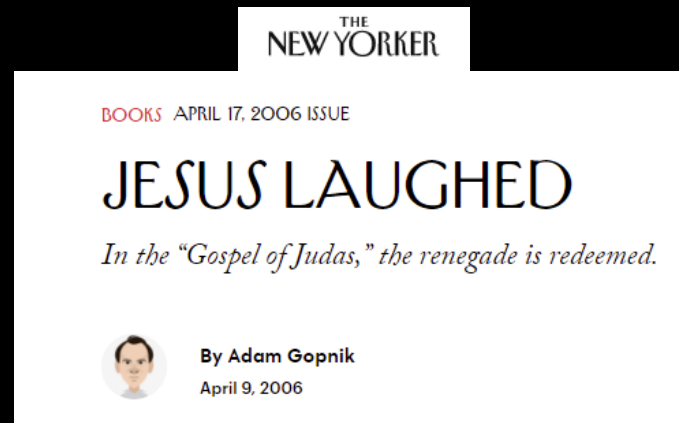 THE
NEW YORKER
BOOKS APRIL 17, 2006 ISSUE
JESUS LAUGHED
In the “Gospel of Judas,” the renegade is redeemed.
By Adam Gopnik
April 9, 2006